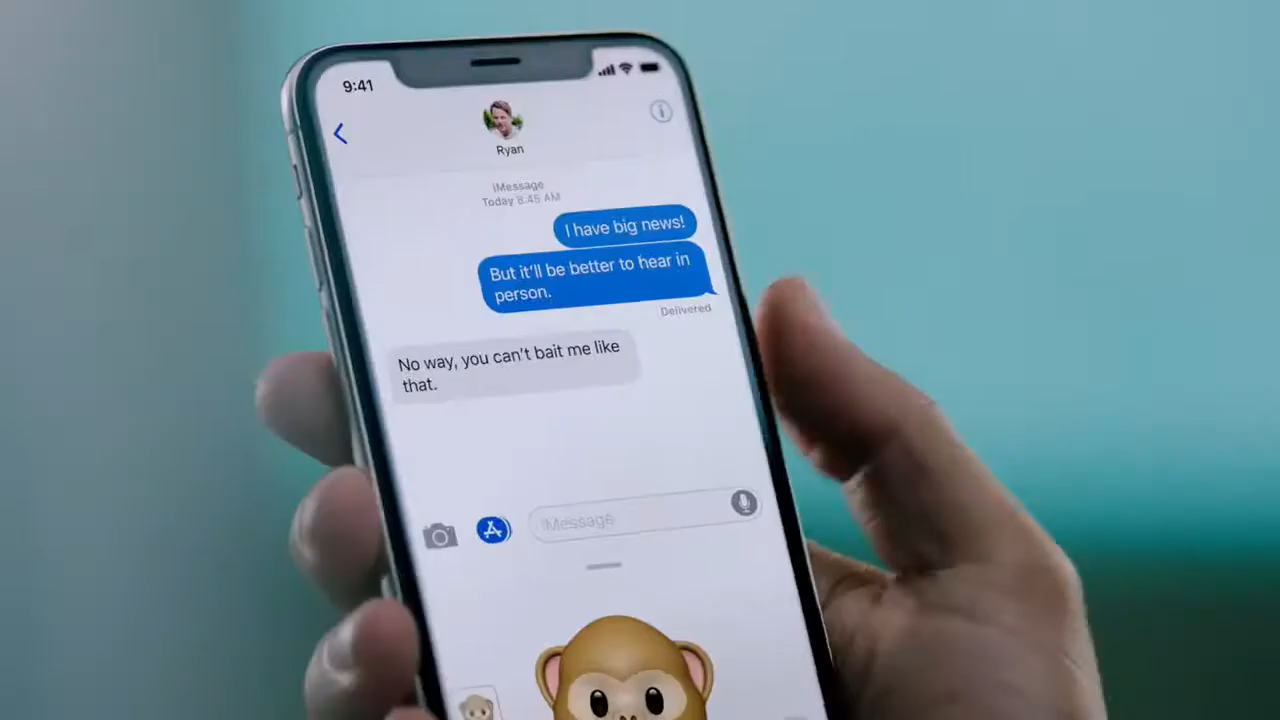 9:41
Ryan
iMessage
Today 8:45 AM
I have big news!
But it'll be better to hear in
person.
Delivered
No way, you can't bait me like
that.
iMessage